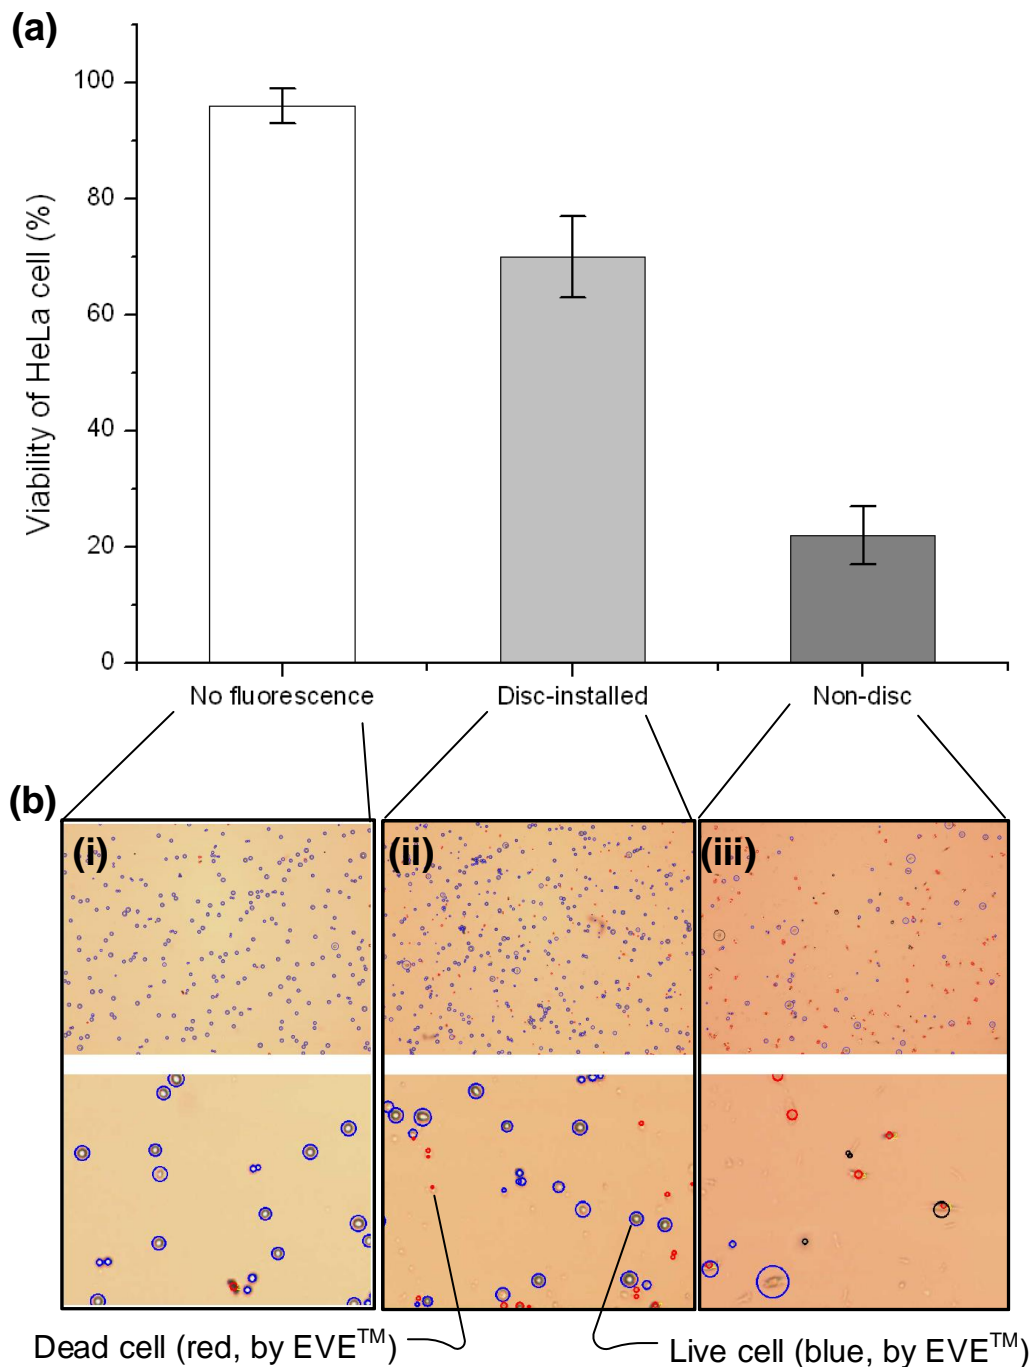 (a)
Viability of HeLa cell (%)
100
80
60
40
20
0
No fluorescence
Disc-installed
Non-disc
(b)
(i)
(ii)
(iii)
Dead cell (red, by EVE™)
Live cell (blue, by EVE™)